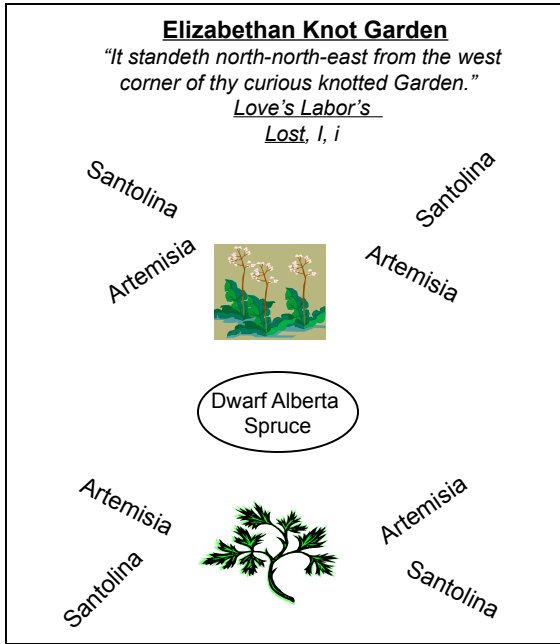 Elizabethan Knot Garden
“It standeth north-north-east from the west
corner of thy curious knotted Garden.”
Love’s Labor’s
Lost, I, i
Santolina
Santolina
Artemisia
Artemisia
Dwarf Alberta
Spruce
Artemisia
Artemisia
Santolina
Santolina